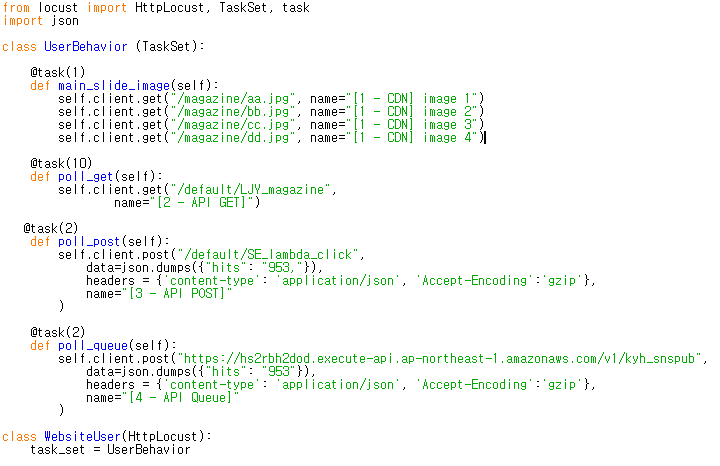 from locust import HttpLocust, TaskSet, task
import json
class UserBehavior (TaskSet):
    @task(1)
    def main_slide_image(self):
        self.client.get("/magazine/aa.jpg", name="[1 - CDN] image 1")
        self.client.get("/magazine/bb.jpg", name="[1 - CDN] image 2")
        self.client.get("/magazine/cc.jpg", name="[1 - CDN] image 3")
        self.client.get("/magazine/dd.jpg", name="[1 - CDN] image 4")
    @task(10)
    def poll_get(self):
        self.client.get("/default/LJY_magazine",
                name="[2 - API GET]")
   @task(2)
    def poll_post(self):
        self.client.post("/default/SE_lambda_click",
            data=json.dumps({"hits": "953,"}),
            headers = {'content-type': 'application/json', 'Accept-Encoding':'gzip'},
            name="[3 - API POST]"
        )
    @task(2)
    def poll_queue(self):
        self.client.post("https://hs2rbh2dod.execute-api.ap-northeast-1.amazonaws.com/v1/kyh_snspub",
            data=json.dumps({"hits": "953"}),
            headers = {'content-type': 'application/json', 'Accept-Encoding':'gzip'},
            name="[4 - API Queue]"
        )
class WebsiteUser(HttpLocust):
    task_set = UserBehavior